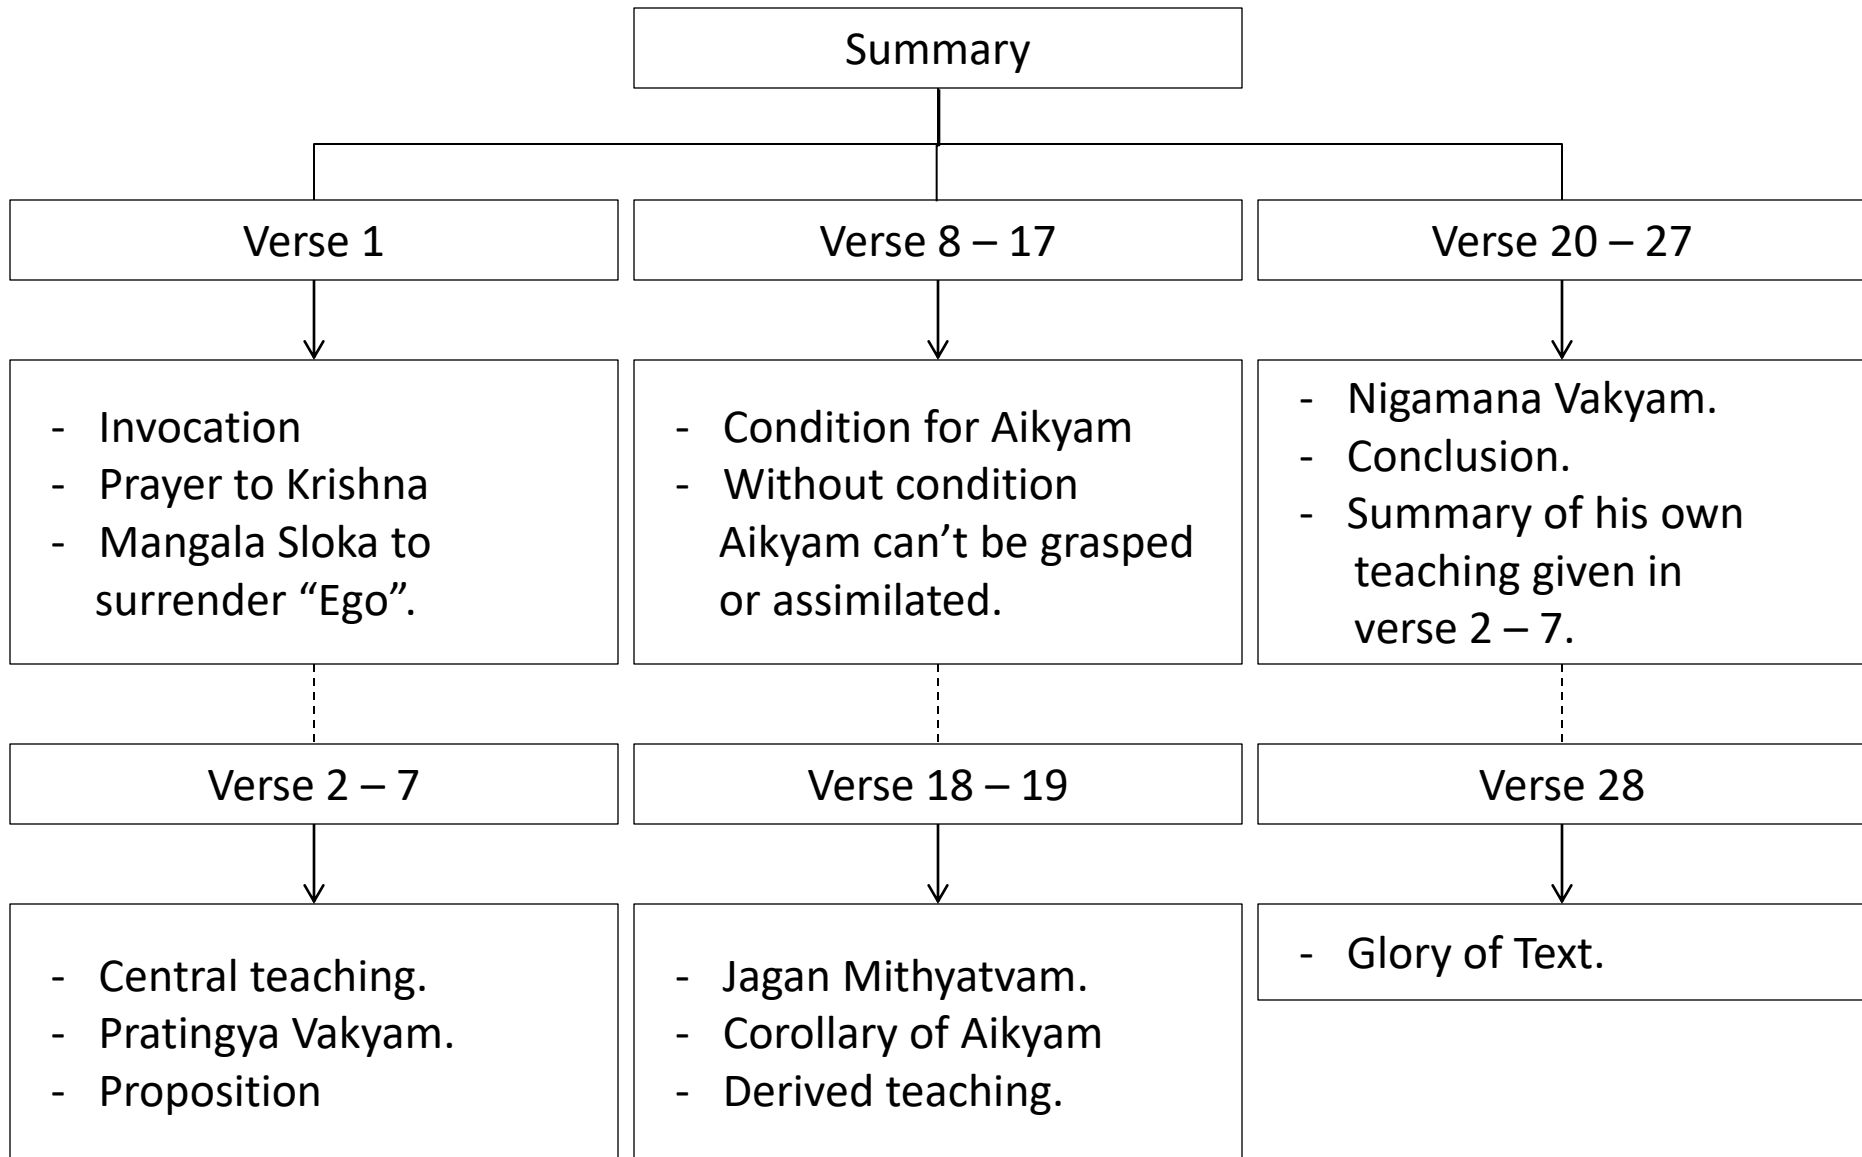 Summary
Verse 1
Verse 8 – 17
Verse 20 – 27
- Invocation
- Prayer to Krishna
- Mangala Sloka to
surrender “Ego”.
- Condition for Aikyam
- Without condition
Aikyam can’t be grasped
or assimilated.
- Nigamana Vakyam.
- Conclusion.
- Summary of his own
teaching given in
verse 2 – 7.
Verse 2 – 7
Verse 18 – 19
Verse 28
- Central teaching.
- Pratingya Vakyam.
- Proposition
- Jagan Mithyatvam.
- Corollary of Aikyam
- Derived teaching.
- Glory of Text.